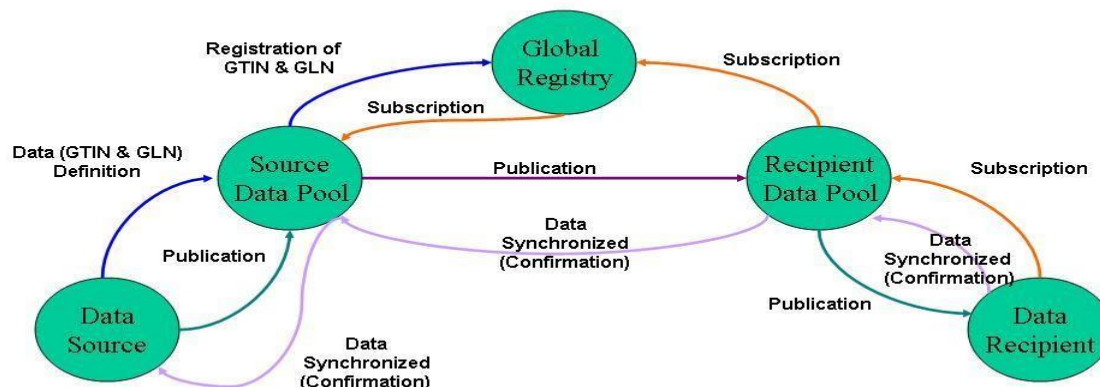 Registration of
GTIN & GLN
Global
Registry
Subscription
Subscription
Data (GTIN & GLN)
Definition
Source
Data Pool
Publication
Recipient
Data Pool
Subscription
Publication
Data
Synchronized
(Confirmation)
Data
Synchronized
(Confirmation)
Publication
Data
Source
Data
Recipient
Data
Synchronized
(Confirmation)